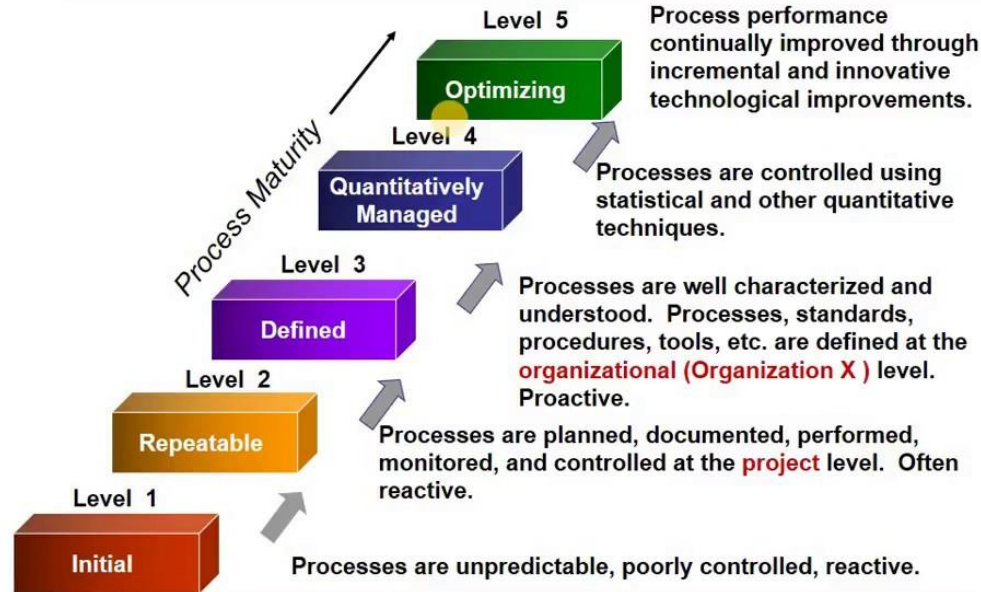 Level 5
Optimizing
Process performance
continually improved through
incremental and innovative
technological improvements.
Process Maturity
Level 4
Quantitatively
Managed
Processes are controlled using
statistical and other quantitative
techniques.
Level 3
Defined
Processes are well characterized and
understood. Processes, standards,
procedures, tools, etc. are defined at the
organizational (Organization X ) level.
Proactive.
Level 2
Repeatable
Processes are planned, documented, performed,
monitored, and controlled at the project level. Often
reactive.
Level 1
Initial
Processes are unpredictable, poorly controlled, reactive.